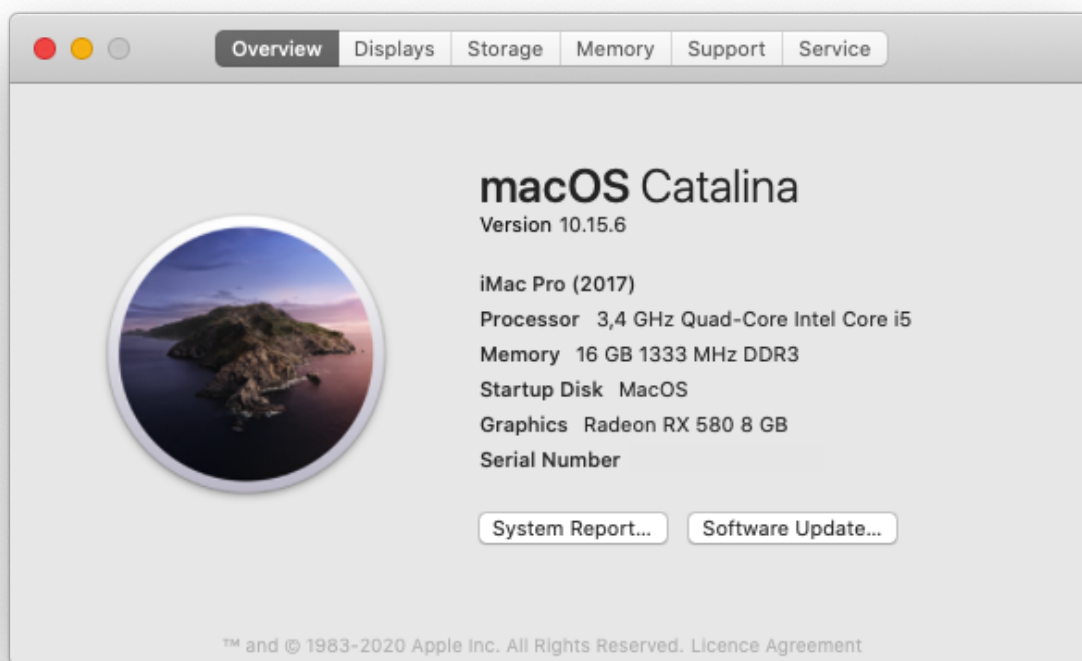 Overview Displays Storage Memory Support Service
macOS Catalina
Version 10.15.6
iMac Pro (2017)
Processor 3,4 GHz Quad-Core Intel Core i5
Memory 16 GB 1333 MHz DDR3
Startup Disk MacOS
Graphics Radeon RX 580 8 GB
Serial Number
System Report... Software Update...
™ and © 1983-2020 Apple Inc. All Rights Reserved. Licence Agreement